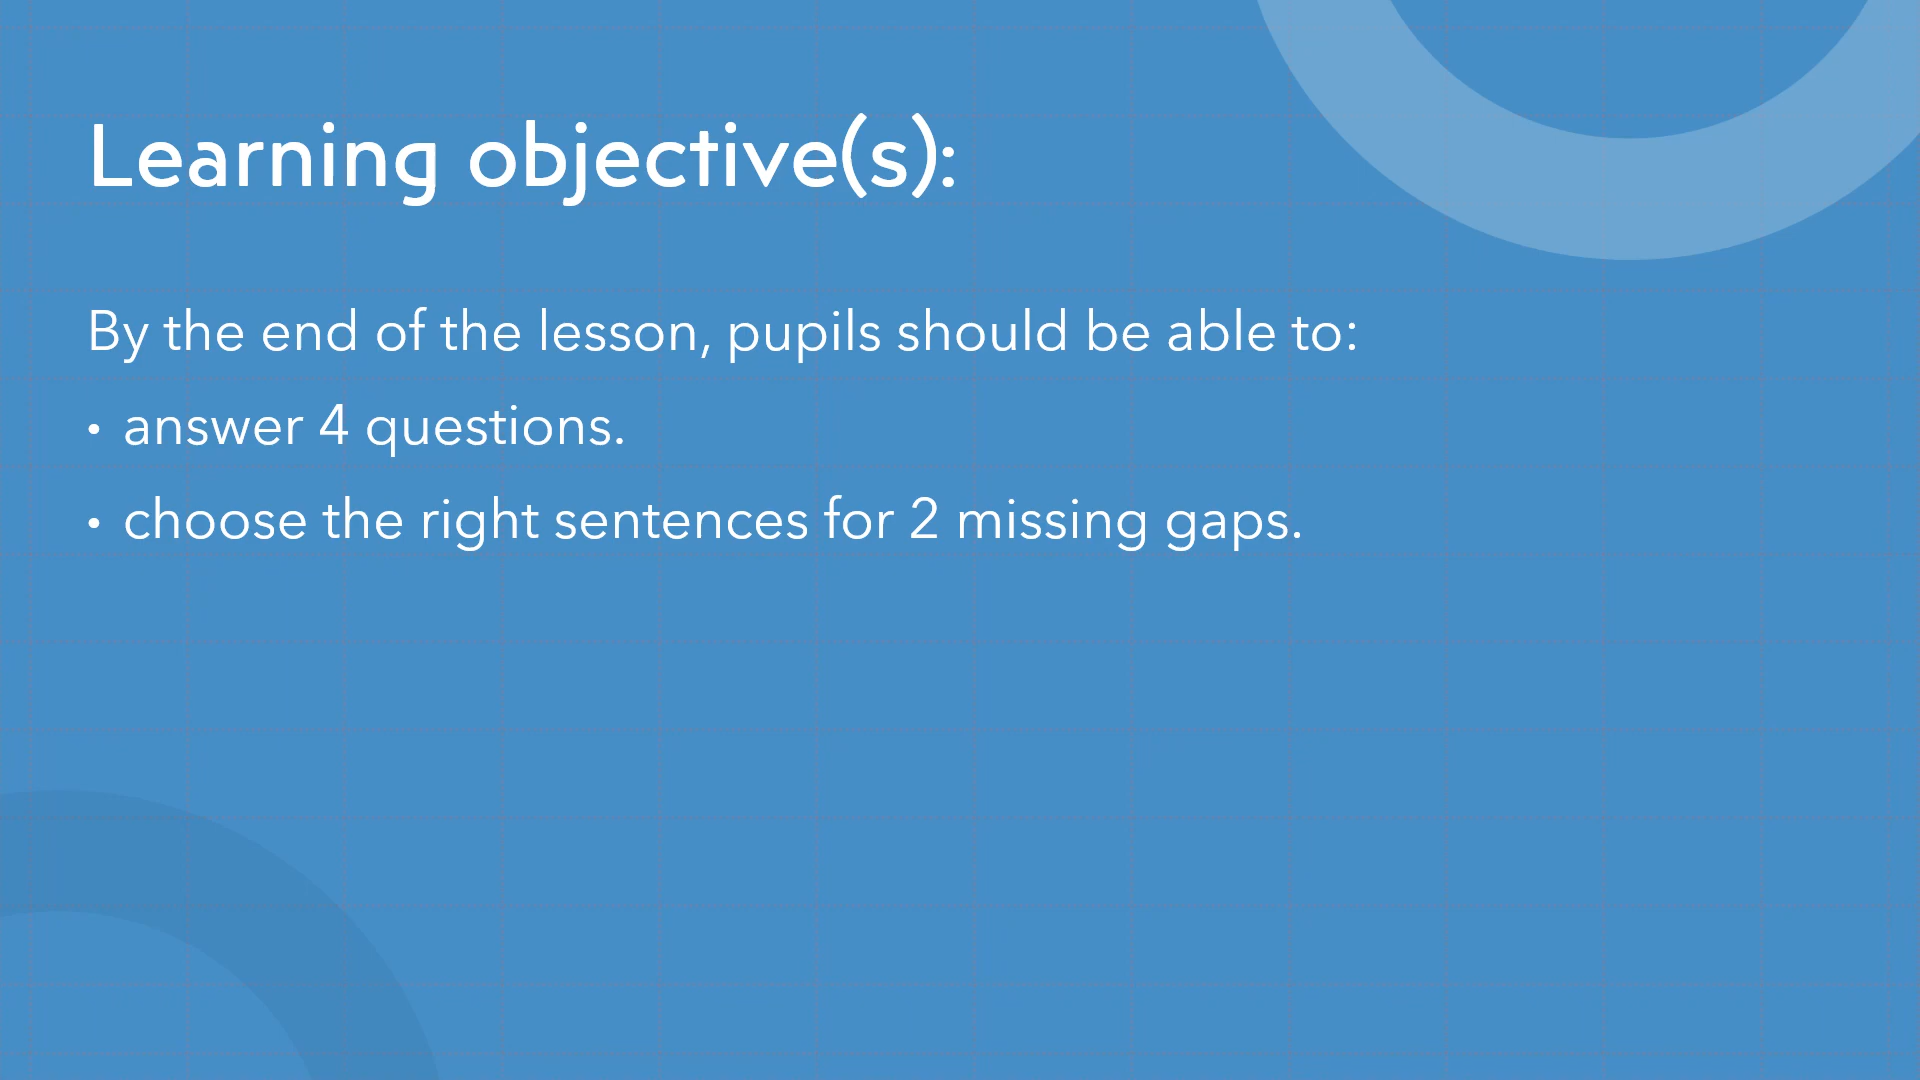 Learning objective(s):
By the end of the lesson, pupils should be able to:
• answer 4 questions.
• choose the right sentences for 2 missing gaps.